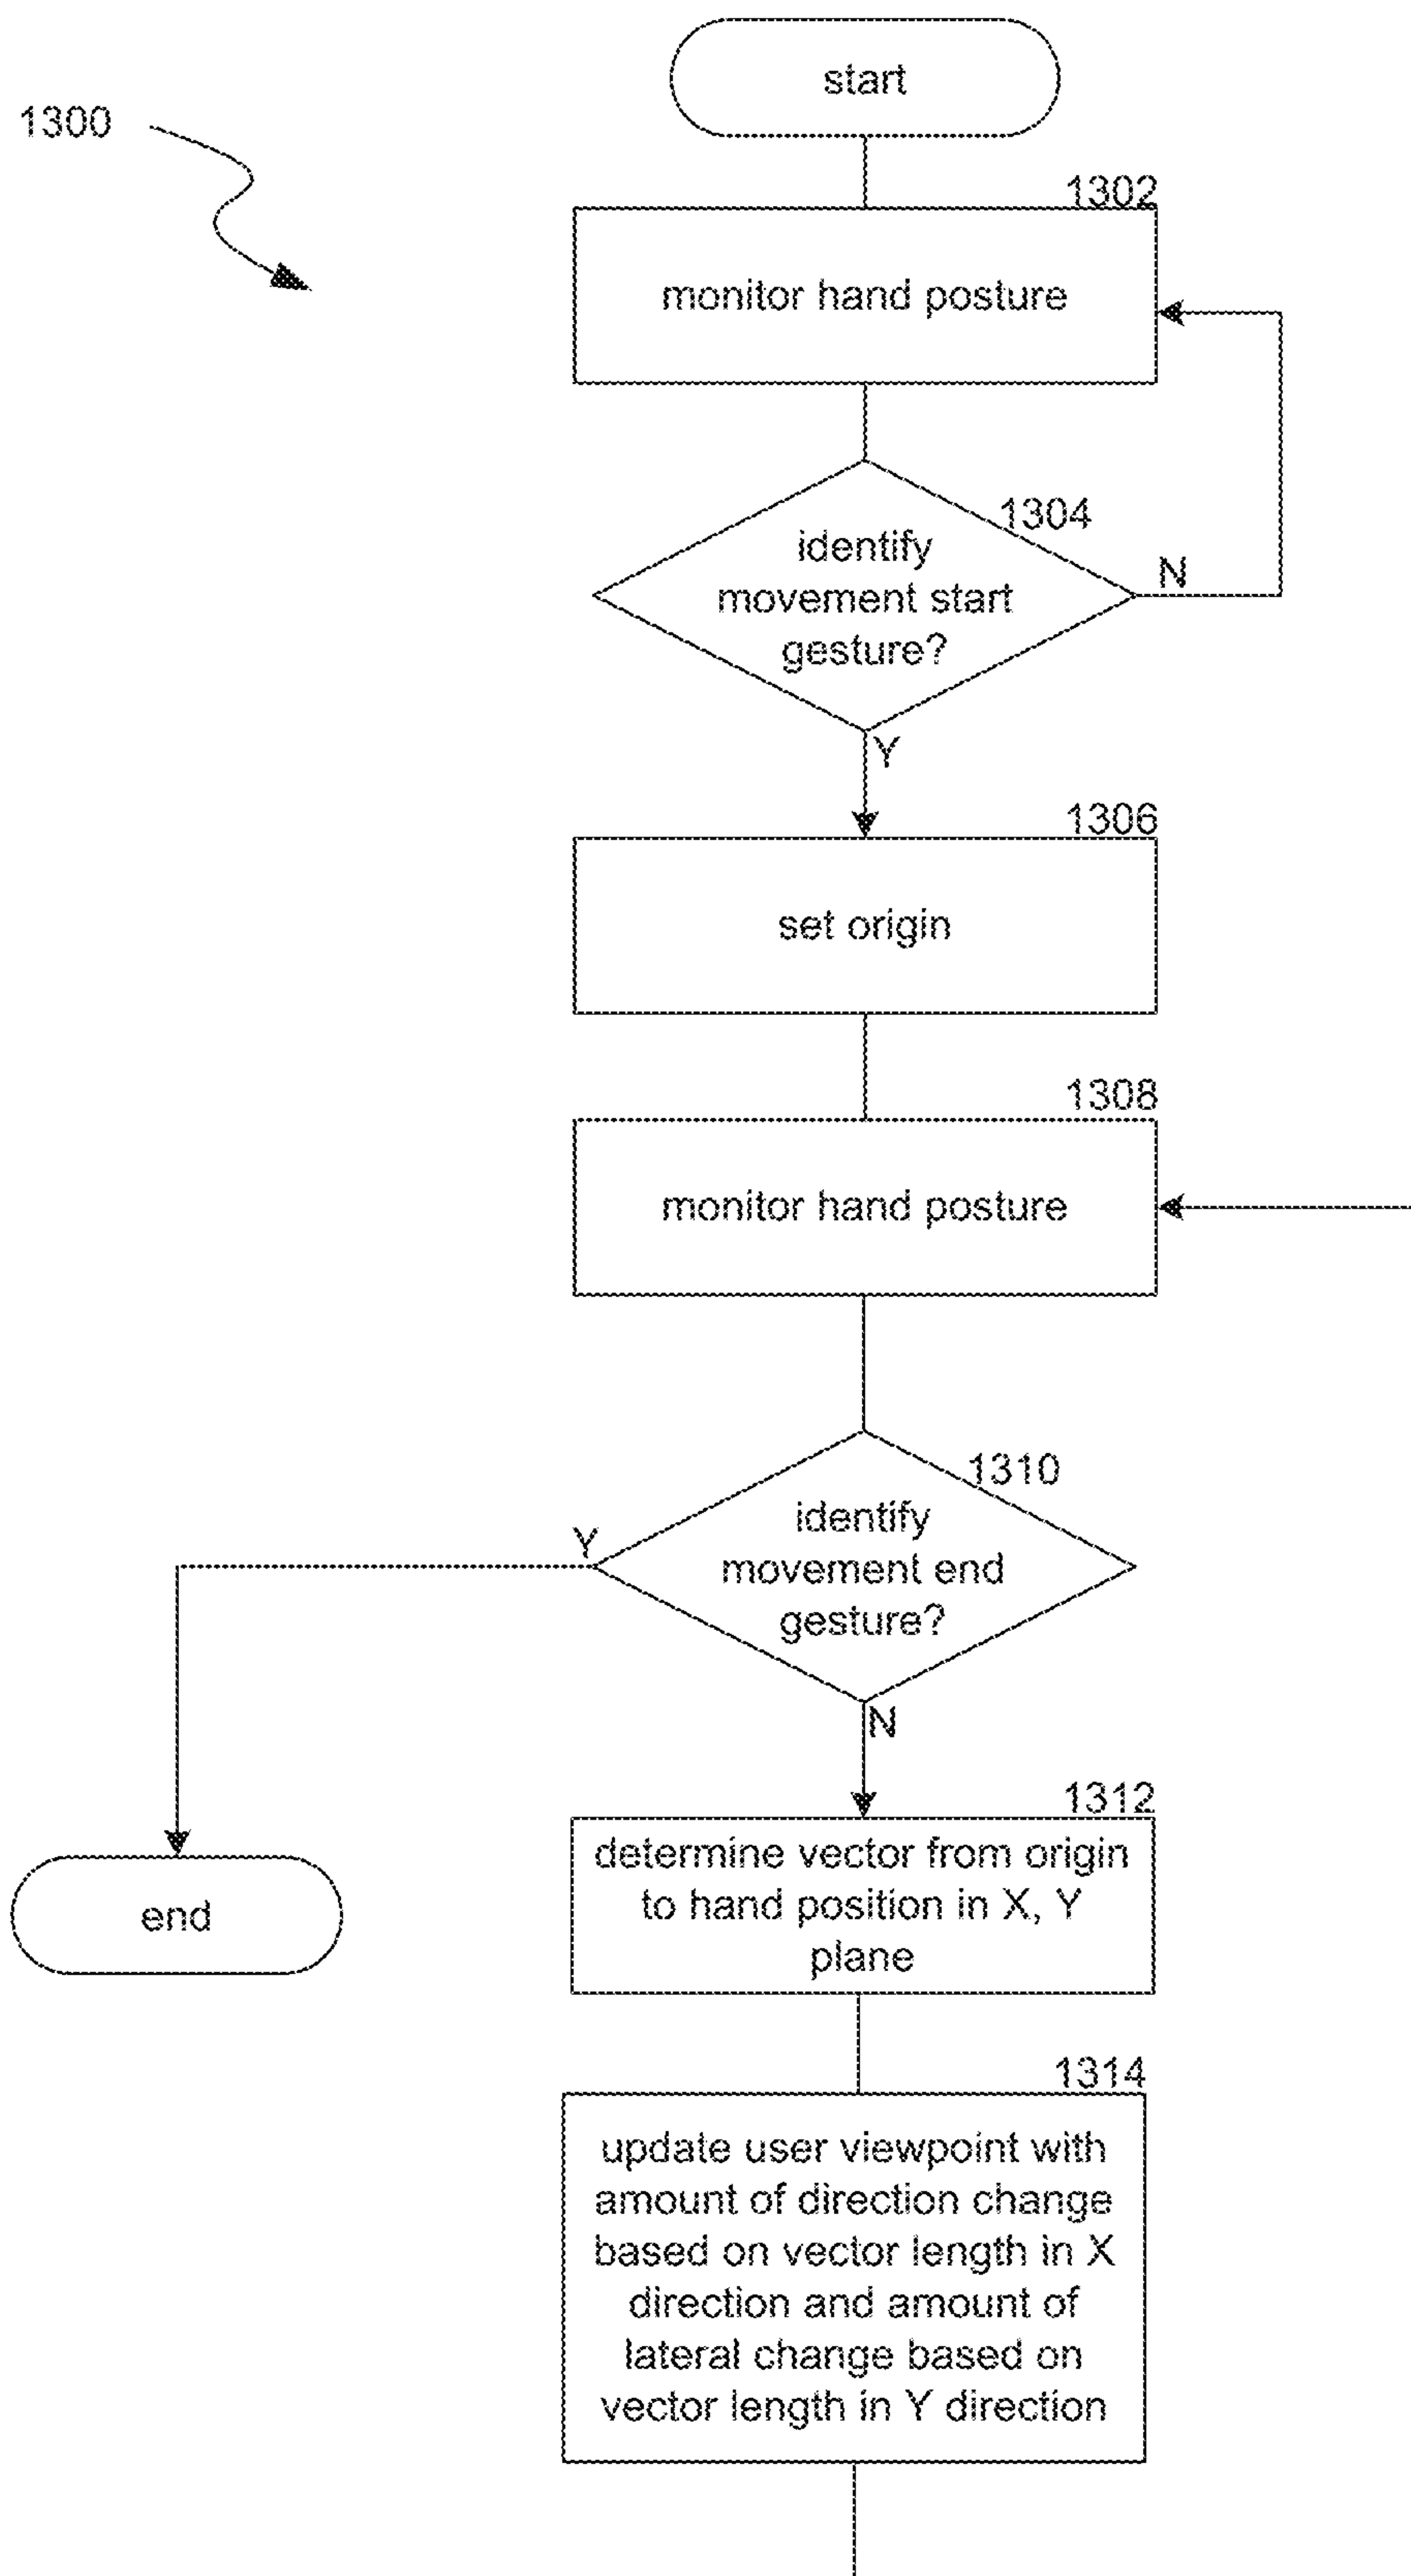 start
1300
1302
monitor hand posture
1304
identify
movement start
gesture?
N
Y
1306
set origin
1308
monitor hand posture
1310
identify
movement end
gesture?
Y
N
1312
determine vector from origin
to hand position in X, Y
plane
end
1314
update user viewpoint with
amount of direction change
based on vector length in X
direction and amount of
lateral change based on
vector length in Y direction